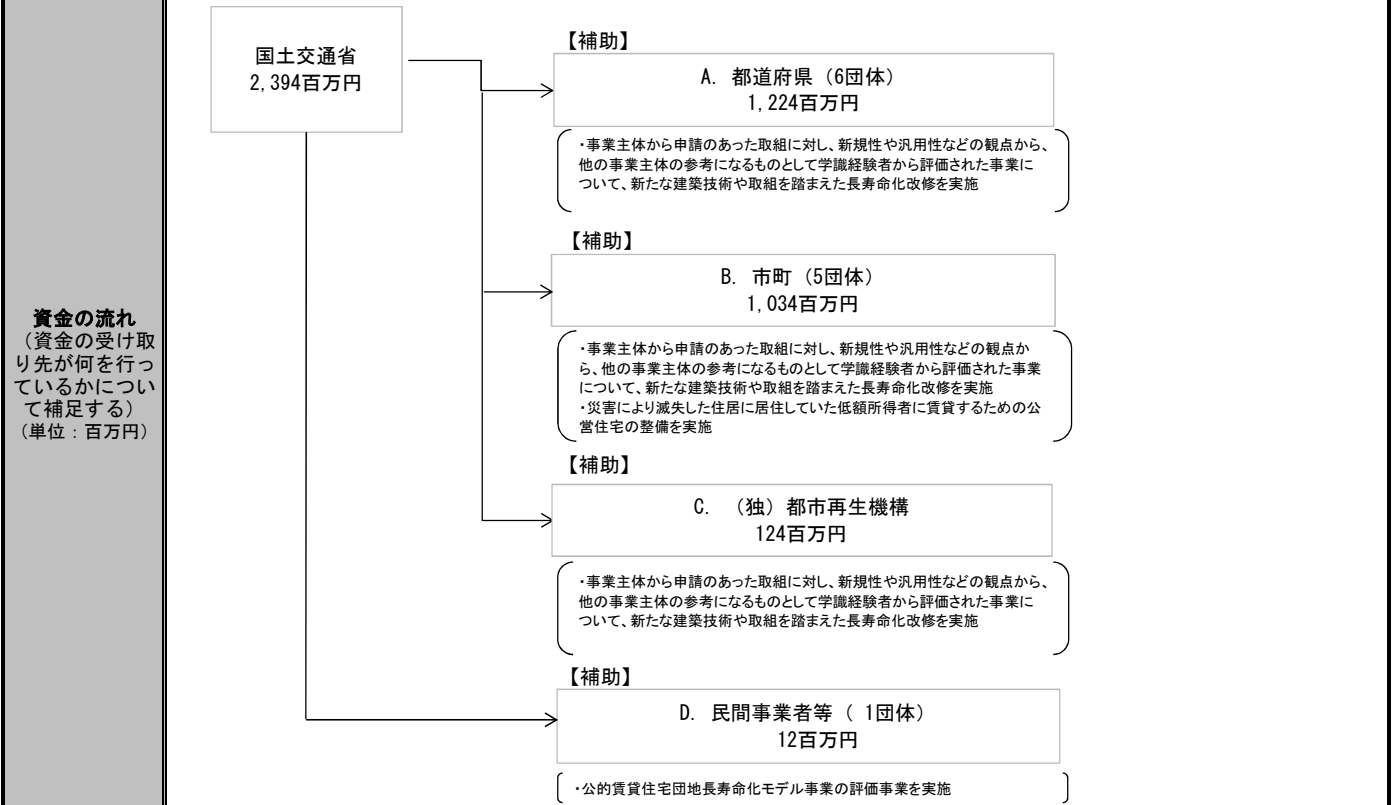 資金の流れ
（資金の受け取
り先が何を行っ
ているかについ
て補足する）
（単位：百万円）
国土交通省
2,394百万円
【補助】
A. 都道府県（6団体）
1,224百万円
・事業主体から申請のあった取組に対し、新規性や汎用性などの観点から、
他の事業主体の参考になるものとして学識経験者から評価された事業に
ついて、新たな建築技術や取組を踏まえた長寿命化改修を実施
【補助】
B. 市町（5団体）
1,034百万円
・事業主体から申請のあった取組に対し、新規性や汎用性などの観点か
ら、他の事業主体の参考になるものとして学識経験者から評価された事業
について、新たな建築技術や取組を踏まえた長寿命化改修を実施
・災害により滅失した住居に居住していた低額所得者に賃貸するための公
営住宅の整備を実施
【補助】
C. （独）都市再生機構
124百万円
・事業主体から申請のあった取組に対し、新規性や汎用性などの観点から、
他の事業主体の参考になるものとして学識経験者から評価された事業に
ついて、新たな建築技術や取組を踏まえた長寿命化改修を実施
【補助】
D. 民間事業者等（ 1団体）
12百万円
・公的賃貸住宅団地長寿命化モデル事業の評価事業を実施